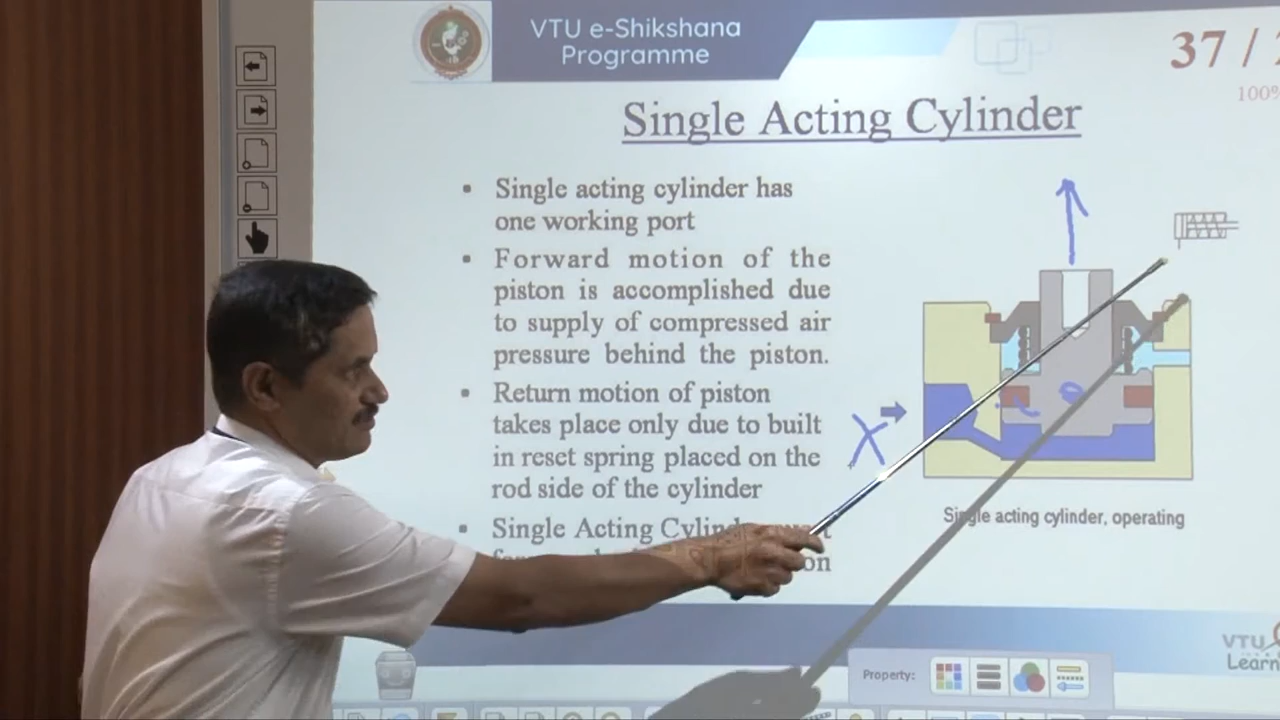 VTU e-Shikshana
Programme
37 /
100%
Single Acting Cylinder
Single acting cylinder has
one working port
Forward motion of the
piston is accomplished due
to supply of compressed air
pressure behind the piston.
Return motion of piston
takes place only due to built
in reset spring placed on the
rod side of the cylinder
Single Acting
X
Single acting cylinder, operating
VTU
Property: